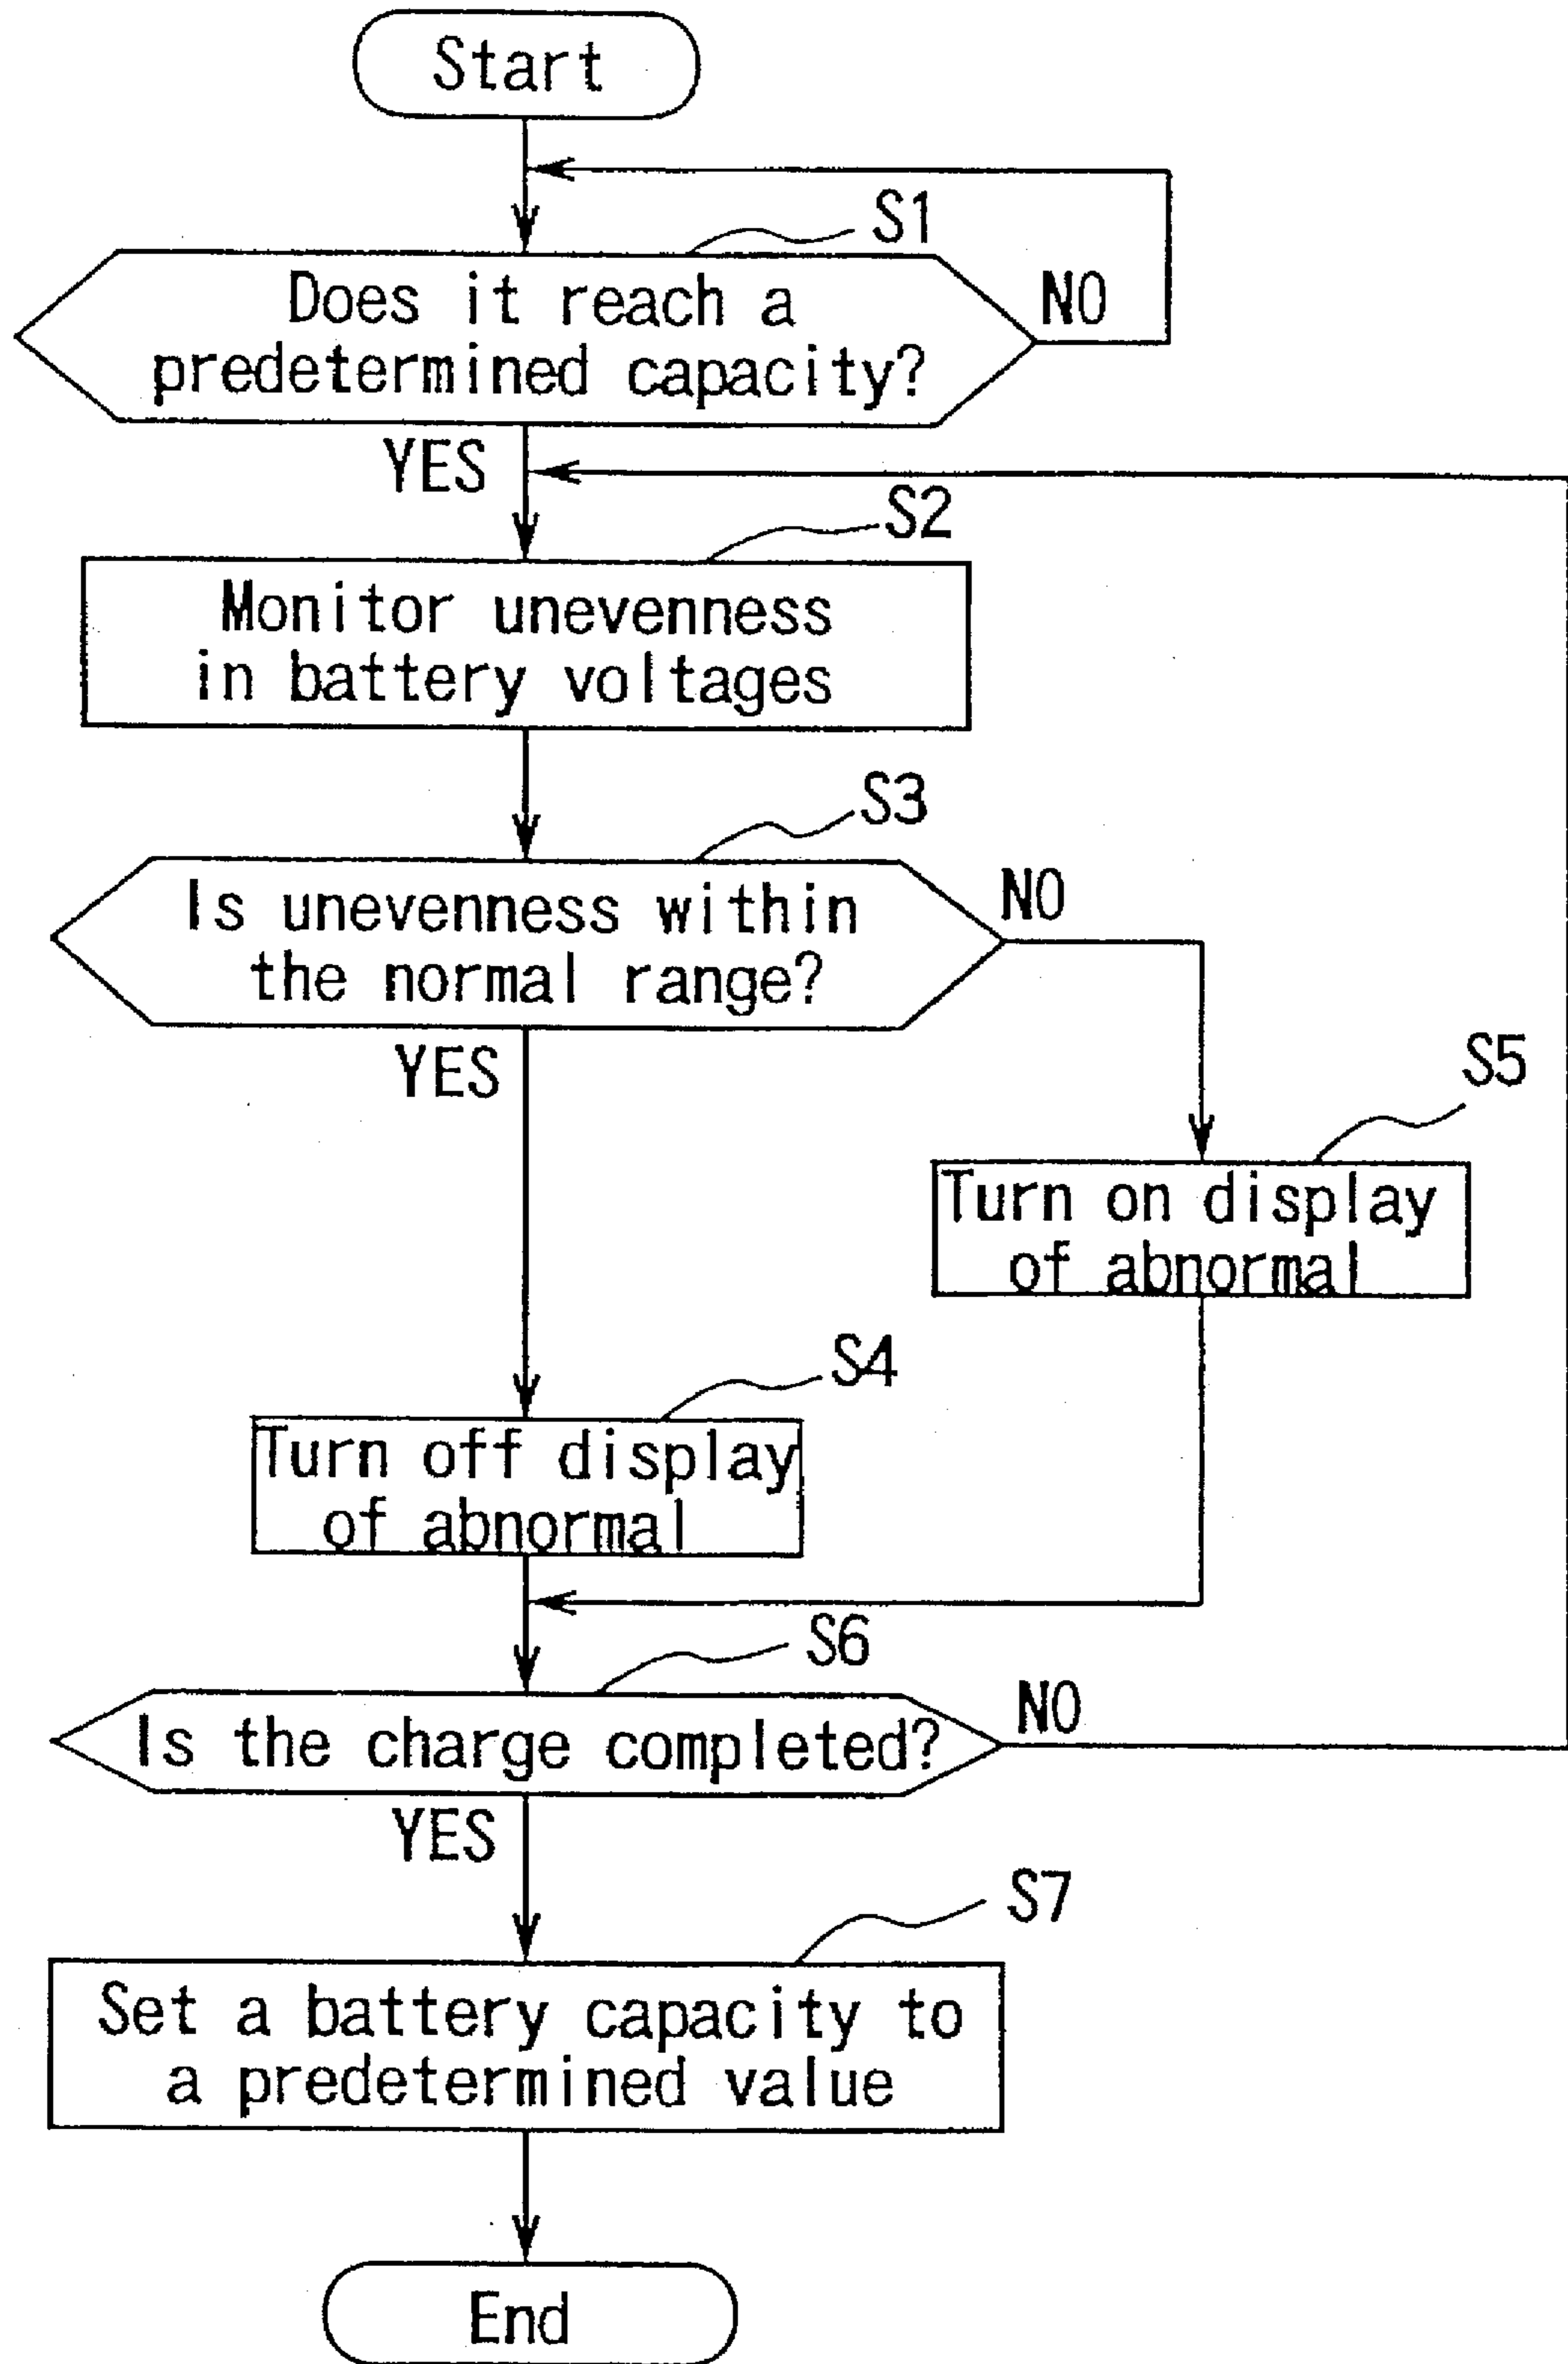 Start
S1
Does it reach a
predetermined capacity?
NO
YES
S2
Monitor unevenness
in battery voltages
S3
Is unevenness within
the normal range?
NO
YES
S5
Turn on display
of abnormal
S4
Turn off display
of abnormal
S6
Is the charge completed?
NO
YES
S7
Set a battery capacity to
a predetermined value
End